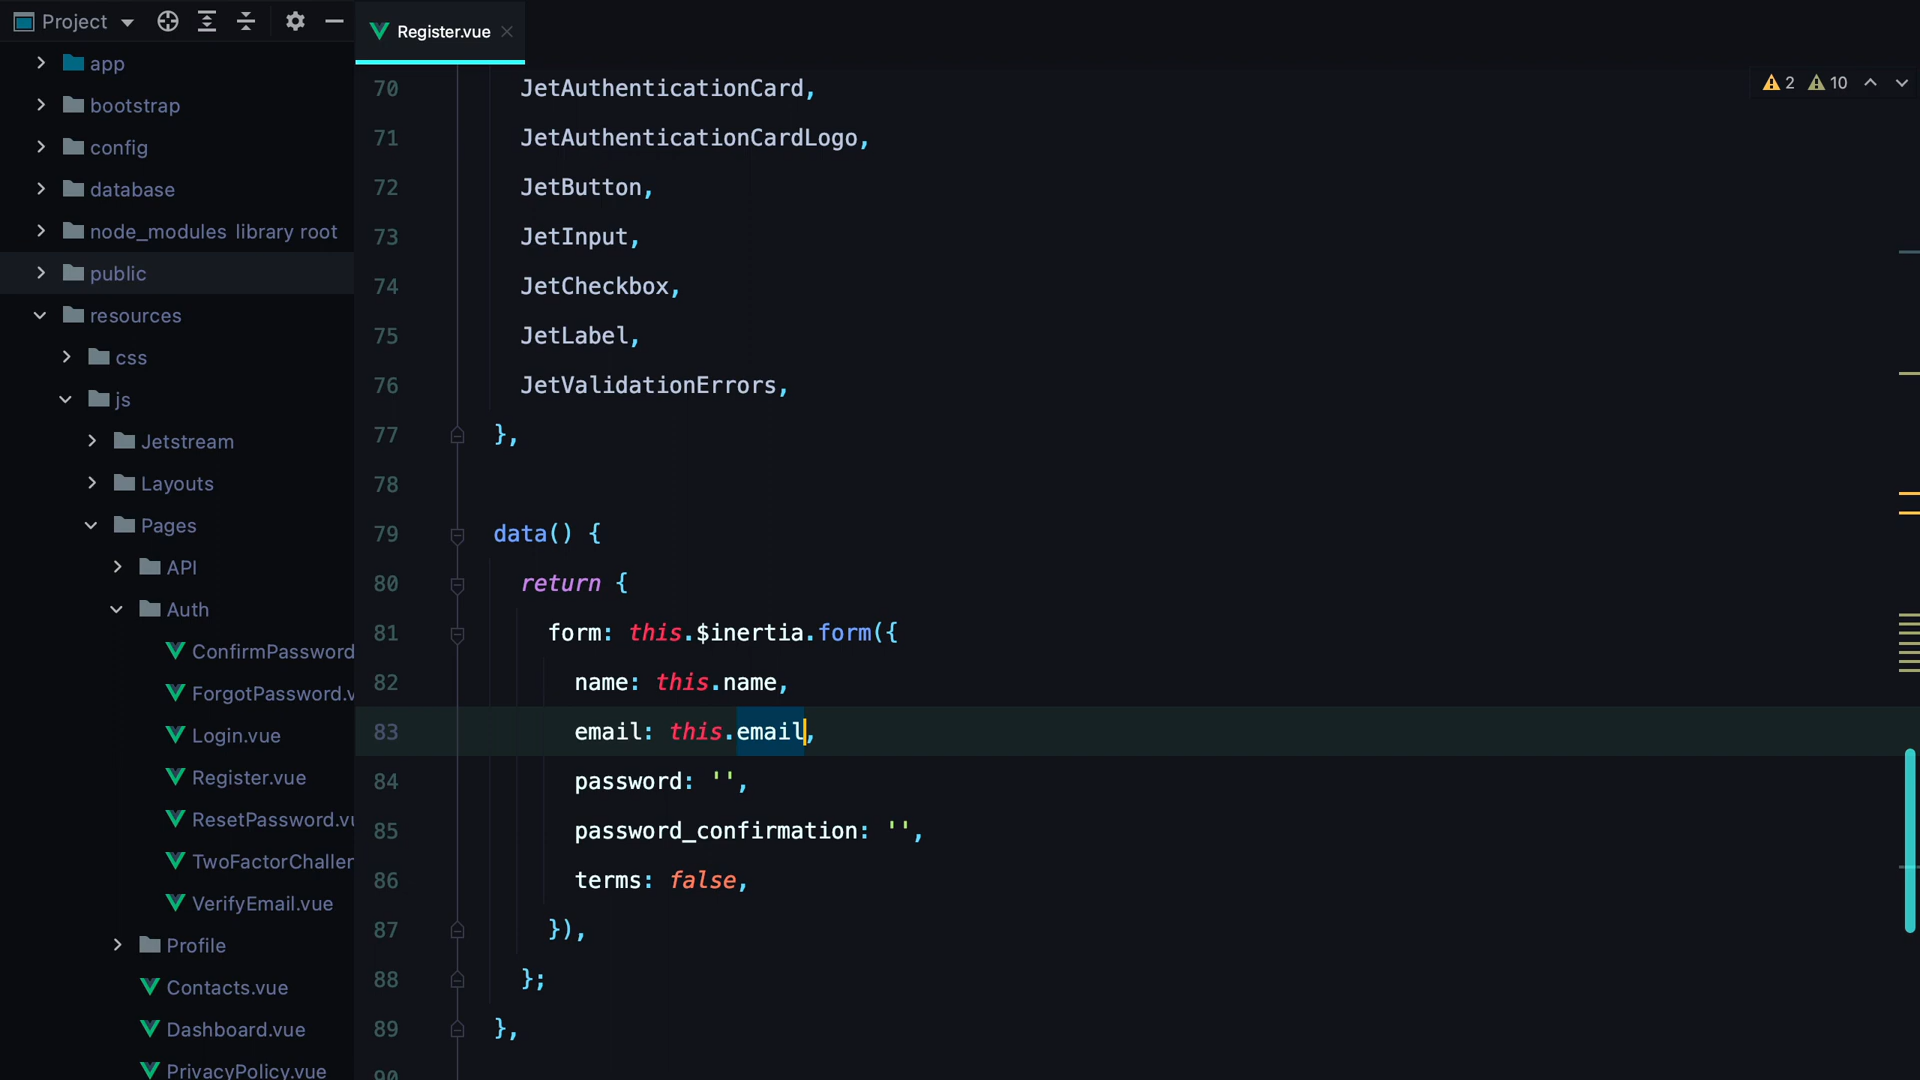 Project
Register.vue
app
bootstrap
config
database
node_modules library root
public
resources
css
js
Jetstream
Layouts
Pages
API
Auth
ConfirmPassword
ForgotPassword.v
Login.vue
Register.vue
ResetPassword.vu
TwoFactorChaller
VerifyEmail.vue
Profile
Contacts.vue
Dashboard.vue
PrivacyPolicy.vue
2 10
70 JetAuthenticationCard,
71 JetAuthenticationCardLogo,
72 JetButton,
73 JetInput,
74 JetCheckbox,
75 JetLabel,
76 JetValidationErrors,
77 },
78
79 data() {
80 return {
81 form: this.$inertia.form({
82 name: this.name,
83 email: this.email,
84 password: '',
85 password_confirmation: '',
86 terms: false,
87 }),
88 };
89 },
90